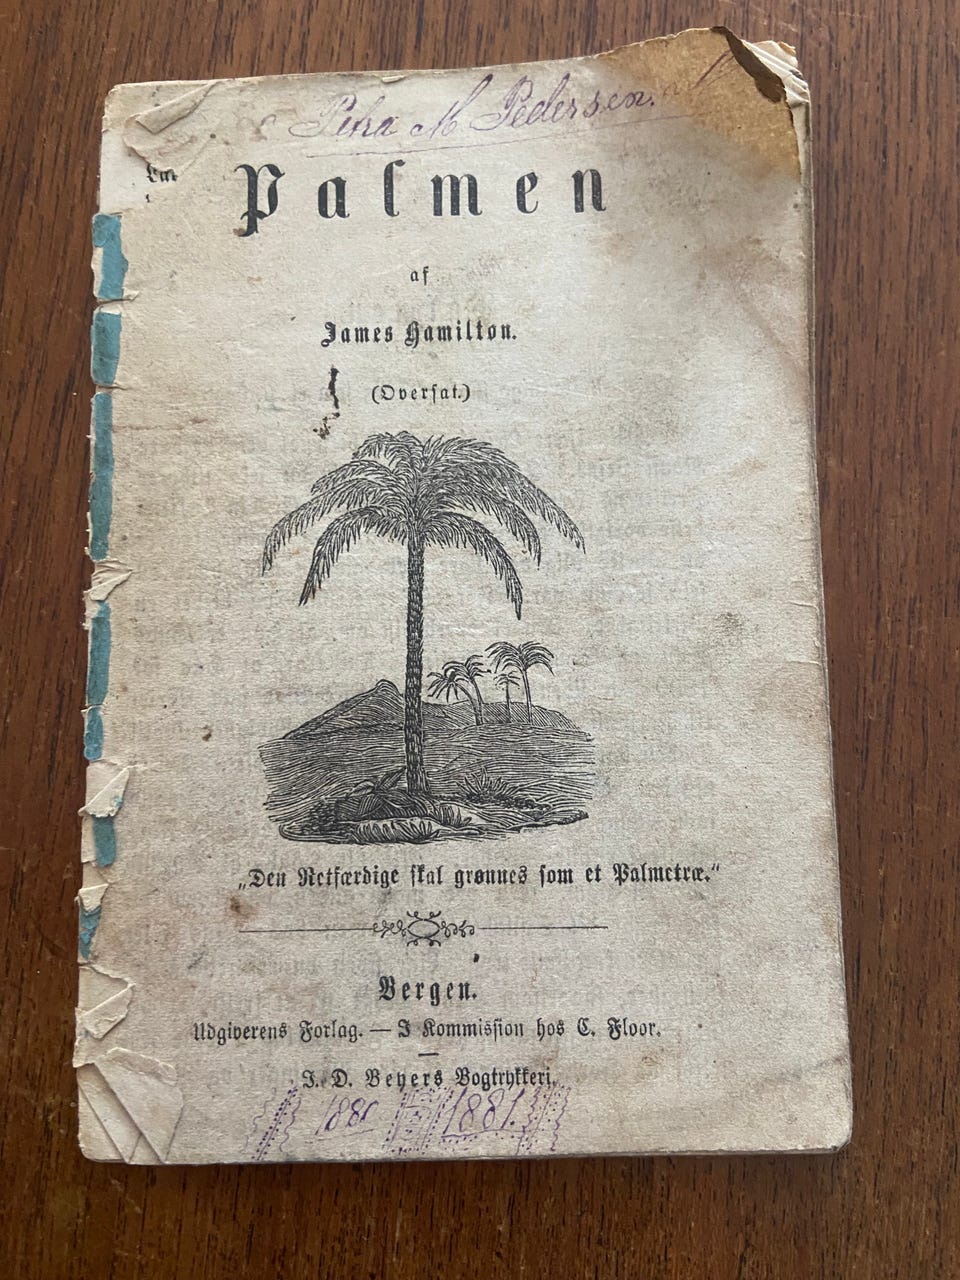 Petra M Pedersen.
Palmen
af
James Hamilton.
(Oversat.)
„Den Retfærdige skal grønnes som et Palmetræ.“
Bergen.
Udgiverens Forlag. — I Kommission hos C. Floor.
J. D. Beyers Bogtrykkeri.
1880 1881.